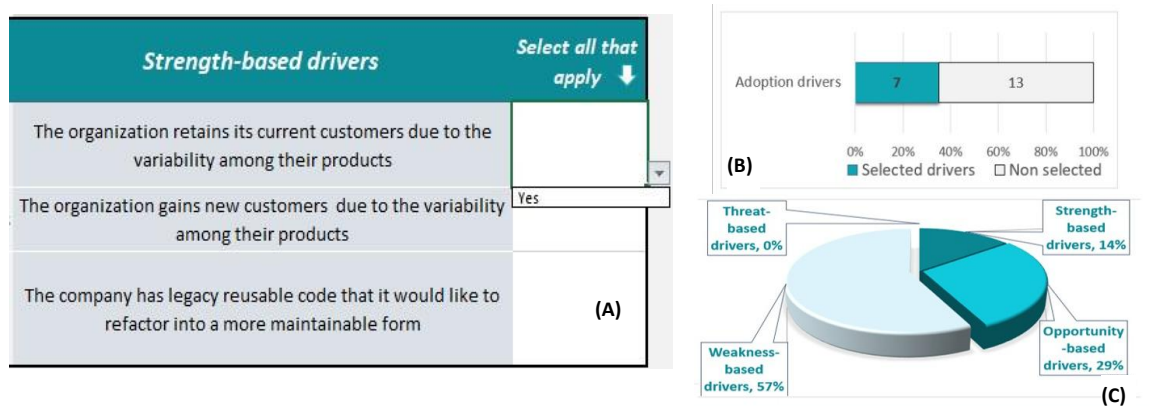 Strength-based drivers
Select all that
apply
The organization retains its current customers due to the
variability among their products
Yes
The organization gains new customers due to the variability
among their products
The company has legacy reusable code that it would like to
refactor into a more maintainable form
(A)
Adoption drivers
7
13
0% 20% 40% 60% 80% 100%
Selected drivers Non selected
(B)
Threat-
based
drivers, 0%
Strength-
based
drivers, 14%
Weakness-
based
drivers, 57%
Opportunity
-based
drivers, 29%
(C)